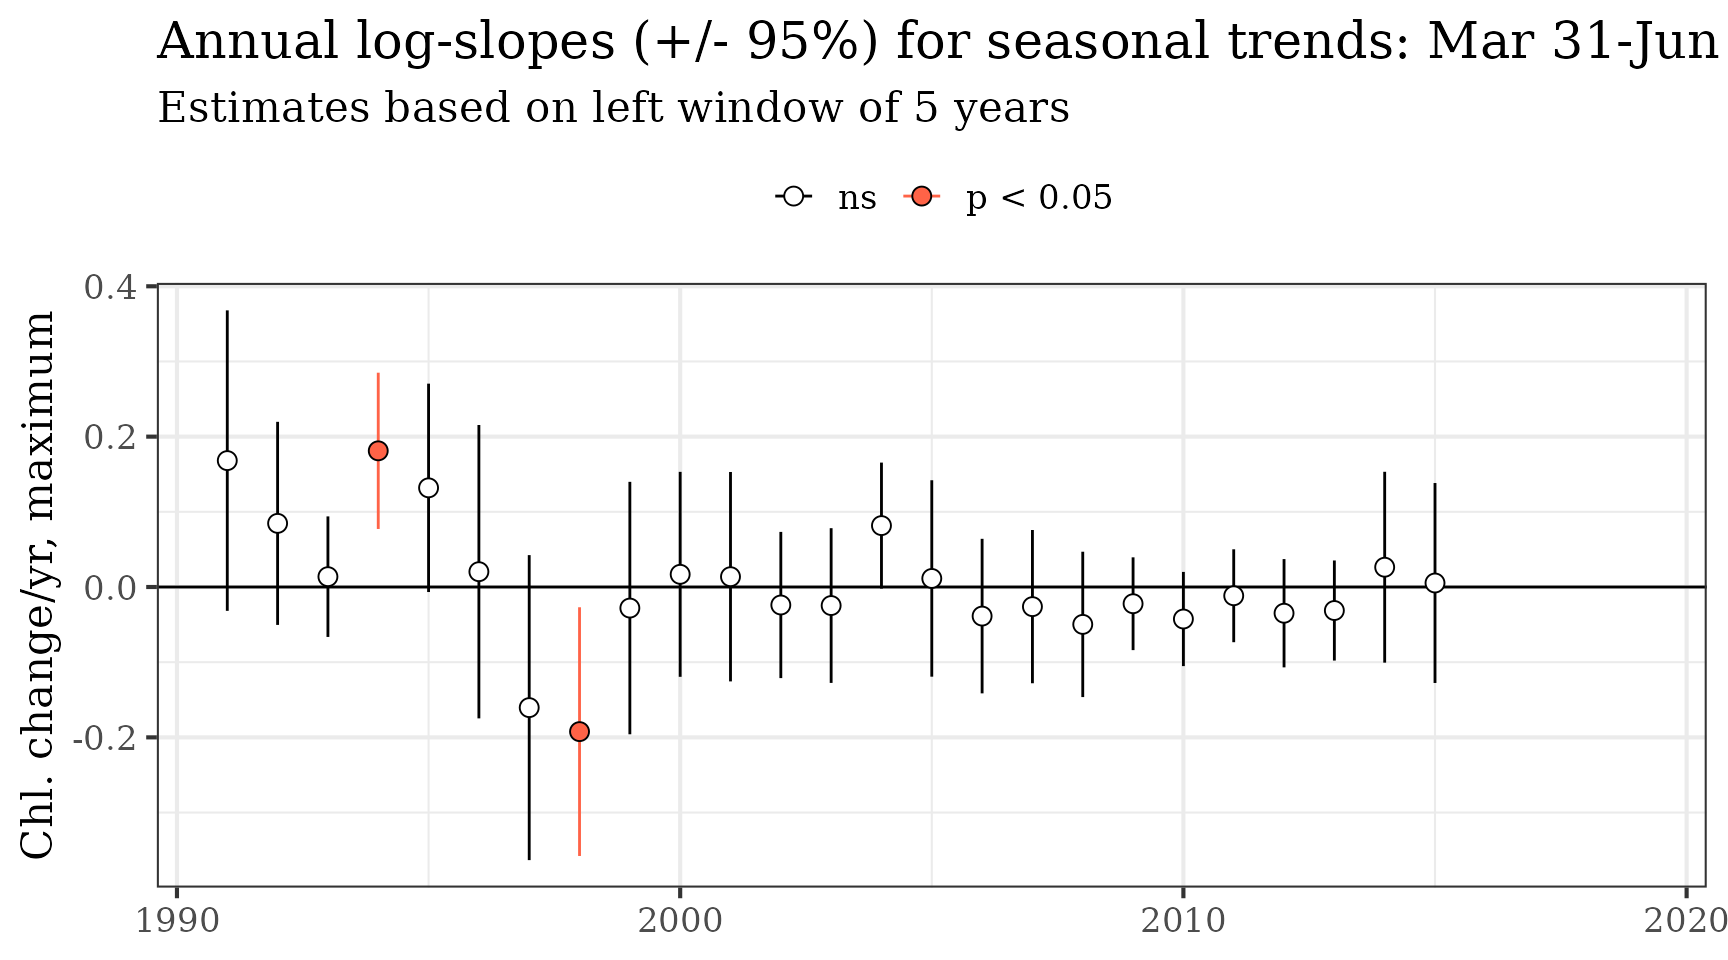 Annual log-slopes (+/- 95%) for seasonal trends: Mar 31-Jun
Estimates based on left window of 5 years
ns p < 0.05
Chl. change/yr, maximum
0.4
0.2
0.0
-0.2
1990 2000 2010 2020